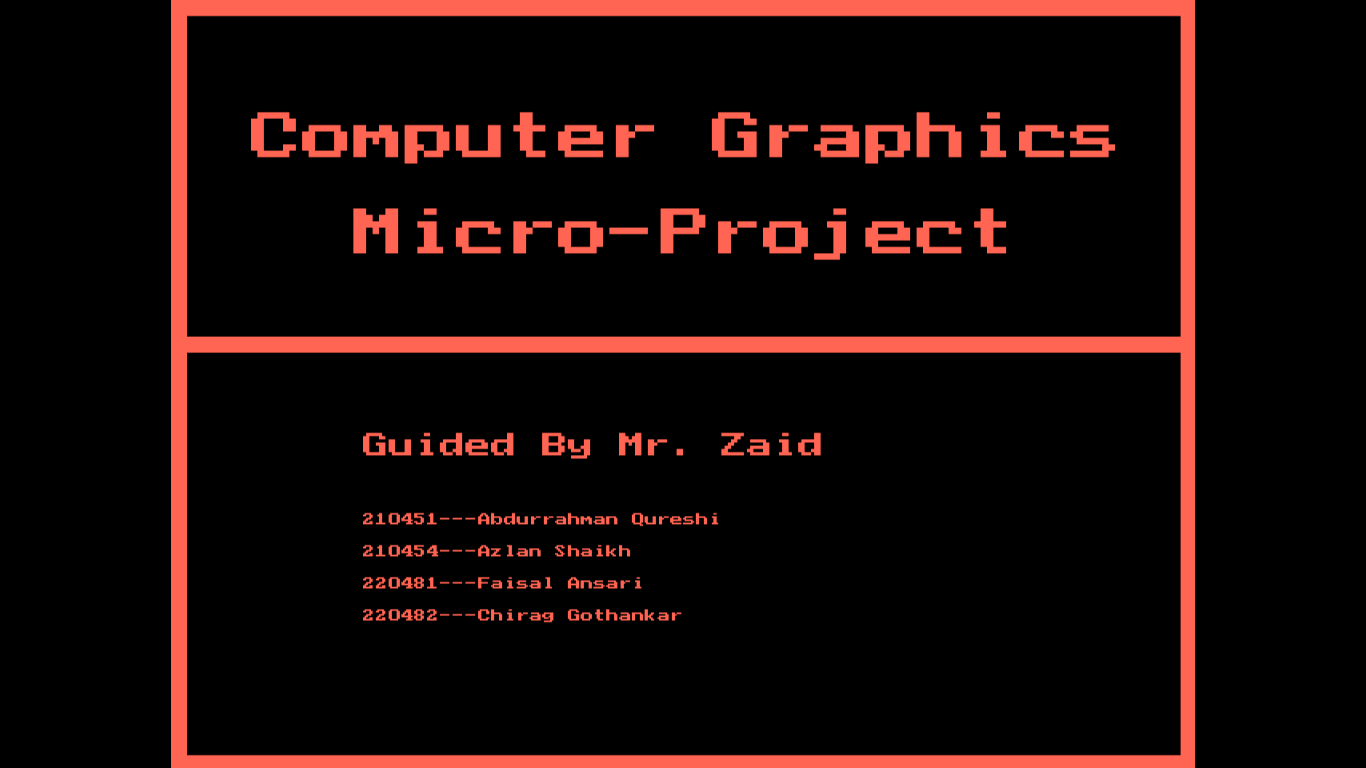 Computer Graphics
Micro-Project
Guided By Mr. Zaid
210451---Abdurrahman Qureshi
210454---Azlan Shaikh
220481---Faisal Ansari
220482---Chirag Gothankar